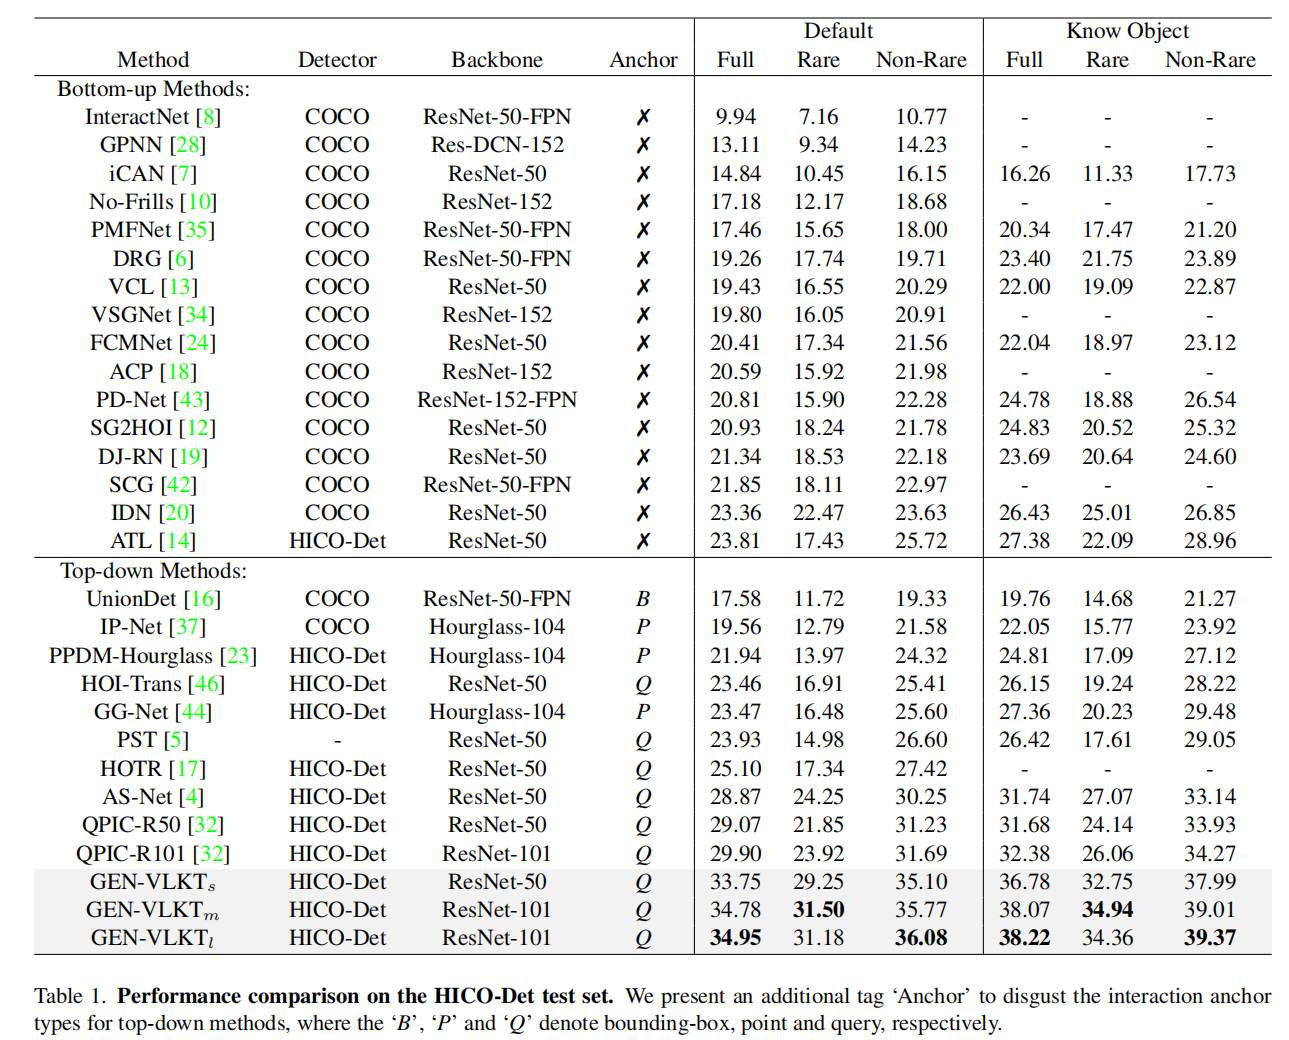 Default Know Object
Method Detector Backbone Anchor Full Rare Non-Rare Full Rare Non-Rare
Bottom-up Methods:
InteractNet [8] COCO ResNet-50-FPN ✗ 9.94 7.16 10.77 - - -
GPNN [28] COCO Res-DCN-152 ✗ 13.11 9.34 14.23 - - -
iCAN [7] COCO ResNet-50 ✗ 14.84 10.45 16.15 16.26 11.33 17.73
No-Frills [10] COCO ResNet-152 ✗ 17.18 12.17 18.68 - - -
PMFNet [35] COCO ResNet-50-FPN ✗ 17.46 15.65 18.00 20.34 17.47 21.20
DRG [6] COCO ResNet-50-FPN ✗ 19.26 17.74 19.71 23.40 21.75 23.89
VCL [13] COCO ResNet-50 ✗ 19.43 16.55 20.29 22.00 19.09 22.87
VSGNet [34] COCO ResNet-152 ✗ 19.80 16.05 20.91 - - -
FCMNet [24] COCO ResNet-50 ✗ 20.41 17.34 21.56 22.04 18.97 23.12
ACP [18] COCO ResNet-152 ✗ 20.59 15.92 21.98 - - -
PD-Net [43] COCO ResNet-152-FPN ✗ 20.81 15.90 22.28 24.78 18.88 26.54
SG2HOI [12] COCO ResNet-50 ✗ 20.93 18.24 21.78 24.83 20.52 25.32
DJ-RN [19] COCO ResNet-50 ✗ 21.34 18.53 22.18 23.69 20.64 24.60
SCG [42] COCO ResNet-50-FPN ✗ 21.85 18.11 22.97 - - -
IDN [20] COCO ResNet-50 ✗ 23.36 22.47 23.63 26.43 25.01 26.85
ATL [14] HICO-Det ResNet-50 ✗ 23.81 17.43 25.72 27.38 22.09 28.96
Top-down Methods:
UnionDet [16] COCO ResNet-50-FPN B 17.58 11.72 19.33 19.76 14.68 21.27
IP-Net [37] COCO Hourglass-104 P 19.56 12.79 21.58 22.05 15.77 23.92
PPDM-Hourglass [23] HICO-Det Hourglass-104 P 21.94 13.97 24.32 24.81 17.09 27.12
HOI-Trans [46] HICO-Det ResNet-50 Q 23.46 16.91 25.41 26.15 19.24 28.22
GG-Net [44] HICO-Det Hourglass-104 P 23.47 16.48 25.60 27.36 20.23 29.48
PST [5] - ResNet-50 Q 23.93 14.98 26.60 26.42 17.61 29.05
HOTR [17] HICO-Det ResNet-50 Q 25.10 17.34 27.42 - - -
AS-Net [4] HICO-Det ResNet-50 Q 28.87 24.25 30.25 31.74 27.07 33.14
QPIC-R50 [32] HICO-Det ResNet-50 Q 29.07 21.85 31.23 31.68 24.14 33.93
QPIC-R101 [32] HICO-Det ResNet-101 Q 29.90 23.92 31.69 32.38 26.06 34.27
GEN-VLKTs HICO-Det ResNet-50 Q 33.75 29.25 35.10 36.78 32.75 37.99
GEN-VLKTm HICO-Det ResNet-101 Q 34.78 31.50 35.77 38.07 34.94 39.01
GEN-VLKTl HICO-Det ResNet-101 Q 34.95 31.18 36.08 38.22 34.36 39.37
Table 1. Performance comparison on the HICO-Det test set. We present an additional tag ‘Anchor’ to disgust the interaction anchor
types for top-down methods, where the ‘B’, ‘P’ and ‘Q’ denote bounding-box, point and query, respectively.